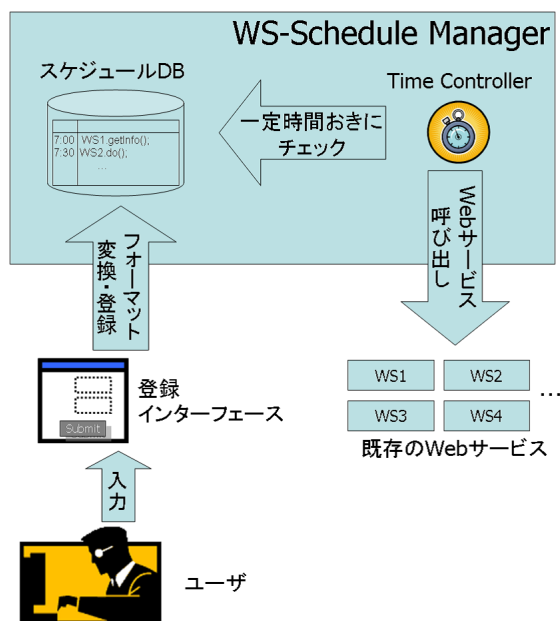 WS-Schedule Manager
スケジュールDB
Time Controller
7:00 WS1.getInfo();
7:30 WS2.do();
...
一定時間おきに
チェック
Webサービス
呼び出し
フォーマット
変換・登録
Submit
登録
インターフェース
WS1
WS2
WS3
WS4
…
既存のWebサービス
入力
ユーザ